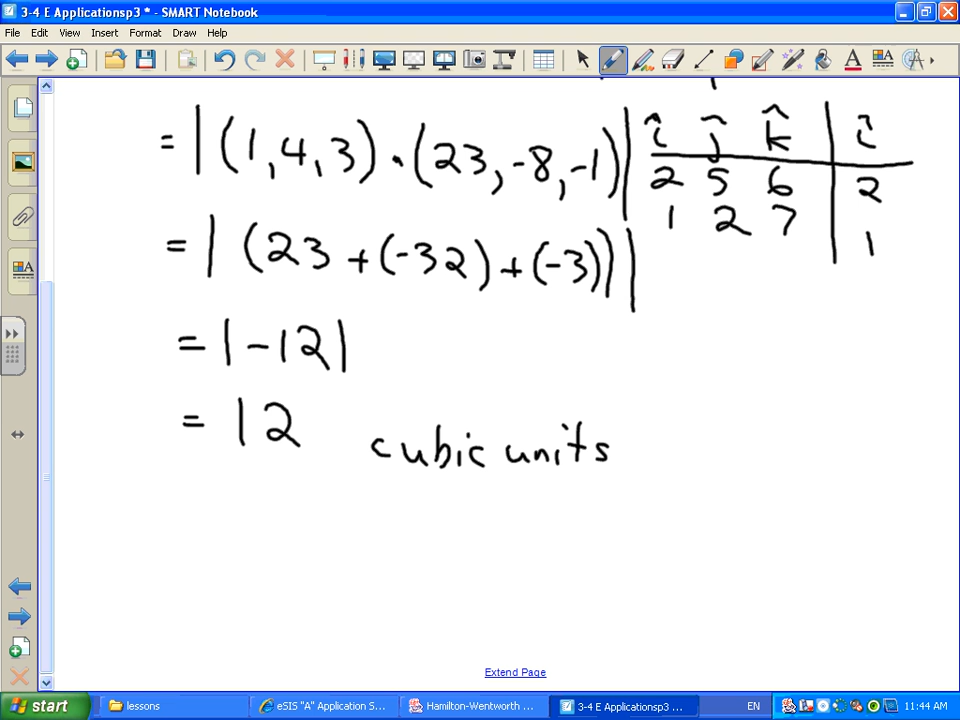 3-4 E Applicationsp3 * - SMART Notebook
File Edit View Insert Format Draw Help
= |(1,4,3) · (23,-8,-1)|
î ĵ k̂ î
2 5 6 2
1 2 7 1
= |(23 + (-32) + (-3))|
= |-12|
= 12 cubic units
Extend Page
start lessons eSIS "A" Application S... Hamilton-Wentworth ... 3-4 E Applicationsp3 ... EN 11:44 AM